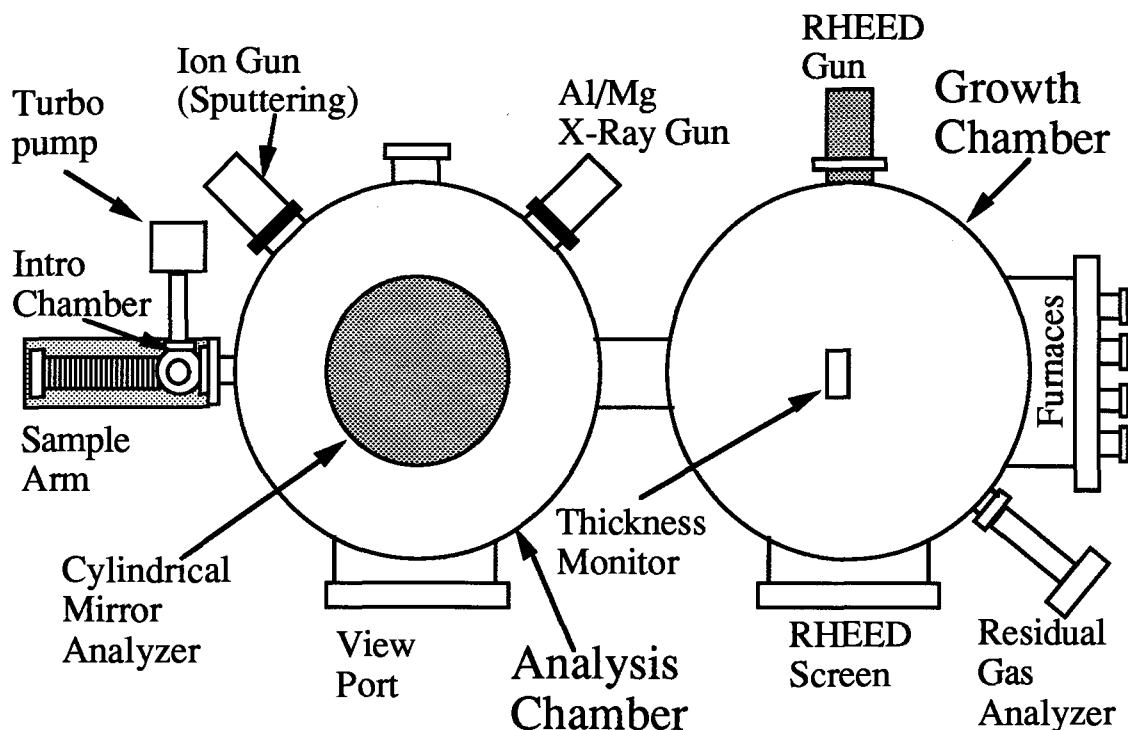 Ion Gun
(Sputtering)
Turbo
pump
Intro
Chamber
Sample
Arm
Cylindrical
Mirror
Analyzer
View
Port
Al/Mg
X-Ray Gun
Analysis
Chamber
RHEED
Gun
Growth
Chamber
Furnaces
Thickness
Monitor
RHEED
Screen
Residual
Gas
Analyzer